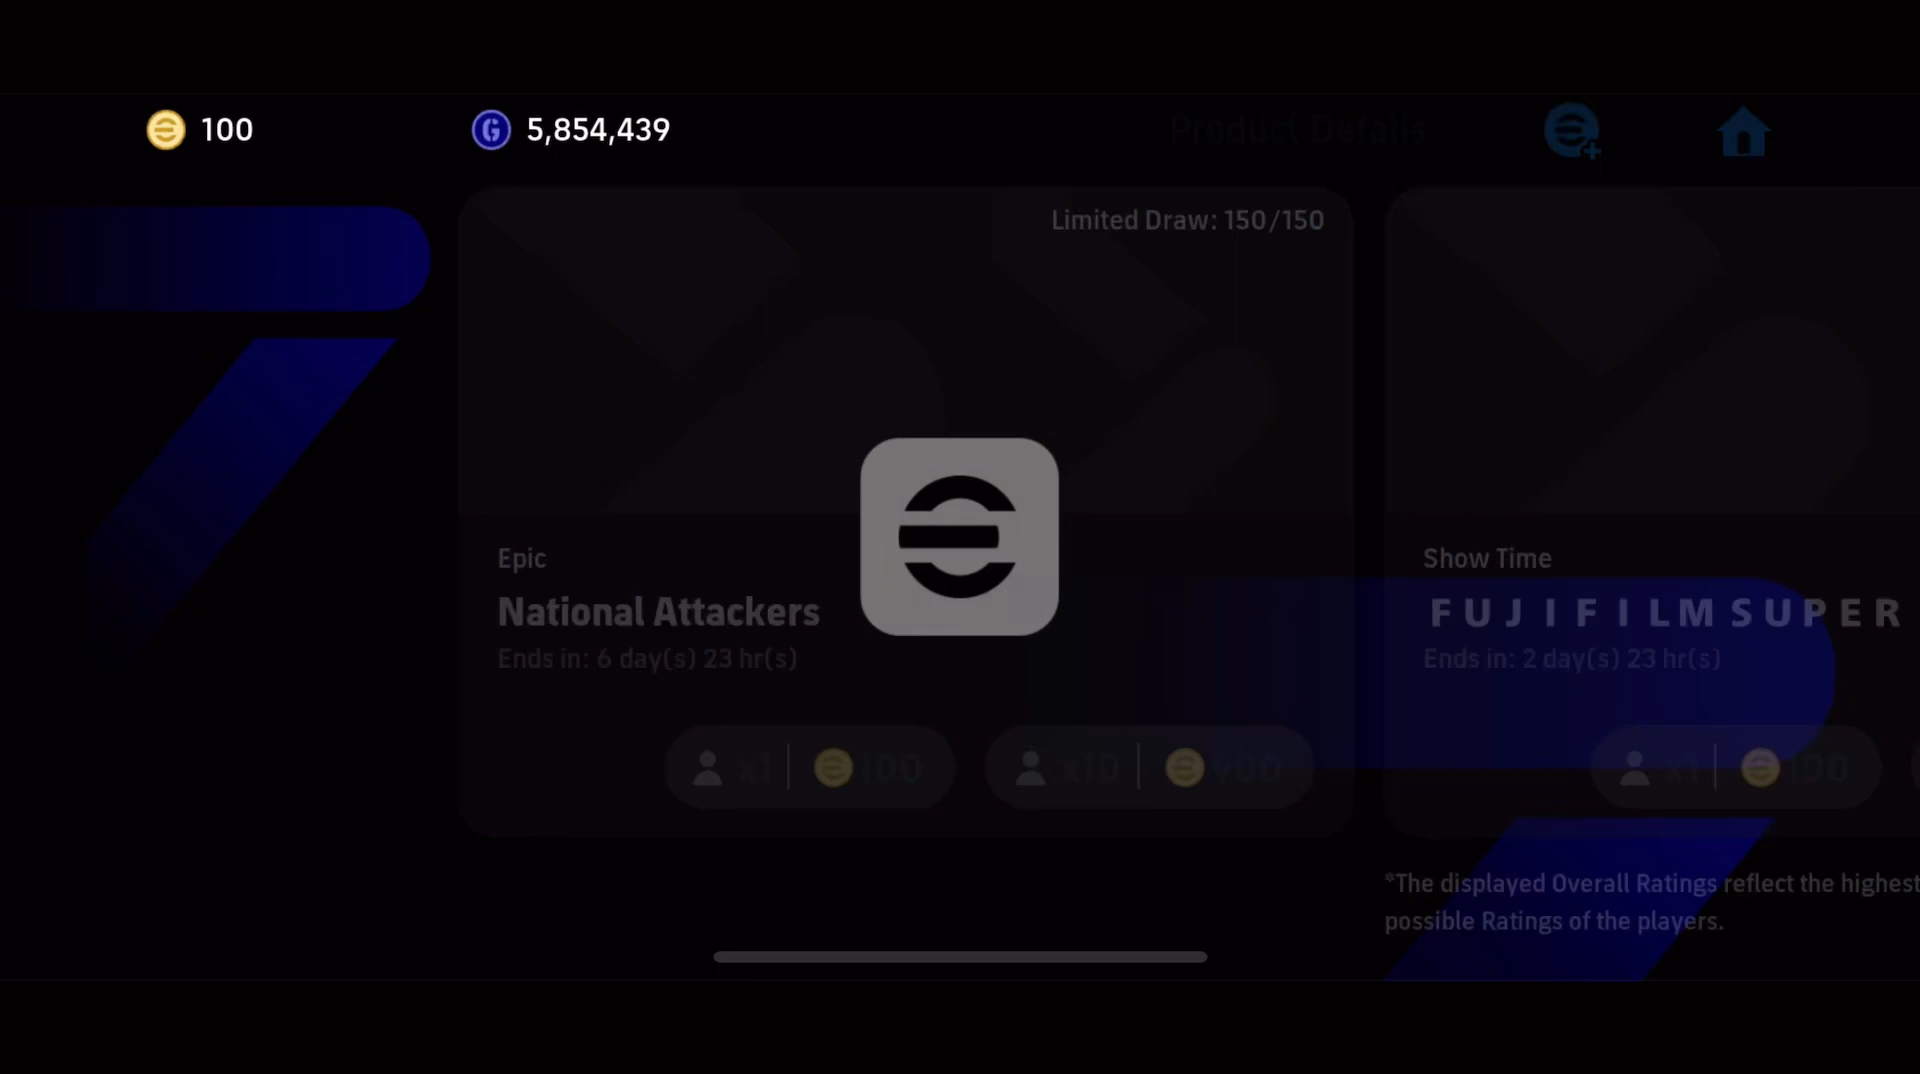 100
5,854,439
Product Details
Limited Draw: 150/150
Epic
National Attackers
Ends in: 6 day(s) 23 hr(s)
x1 | 100
x10 | 900
Show Time
FUJIFILM SUPER
Ends in: 2 day(s) 23 hr(s)
x1 | 100
*The displayed Overall Ratings reflect the highest
possible Ratings of the players.